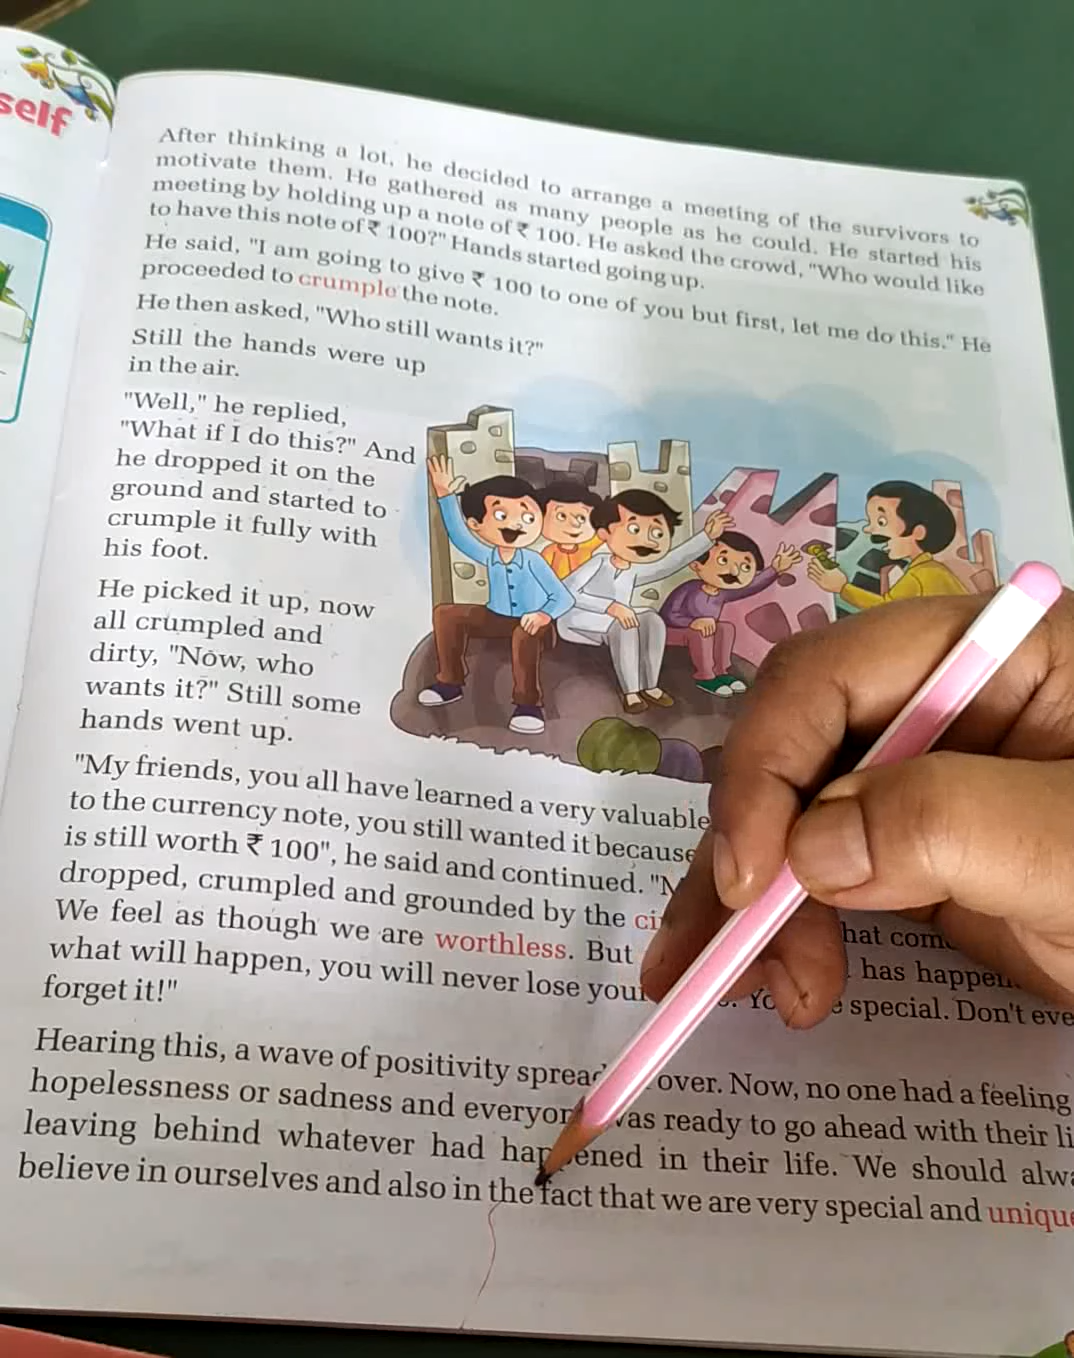 self
After thinking a lot, he decided to arrange a meeting of the survivors to
motivate them. He gathered as many people as he could. He started his
meeting by holding up a note of ₹ 100. He asked the crowd, "Who would like
to have this note of ₹ 100?" Hands started going up.
He said, "I am going to give ₹ 100 to one of you but first, let me do this." He
proceeded to crumple the note.
He then asked, "Who still wants it?"
Still the hands were up
in the air.
"Well," he replied,
"What if I do this?" And
he dropped it on the
ground and started to
crumple it fully with
his foot.
He picked it up, now
all crumpled and
dirty, "Now, who
wants it?" Still some
hands went up.
"My friends, you all have learned a very valuable
to the currency note, you still wanted it because
is still worth ₹ 100", he said and continued. "M
dropped, crumpled and grounded by the ci hat com
We feel as though we are worthless. But has happen
what will happen, you will never lose your special. Don't eve
forget it!"
Hearing this, a wave of positivity sprea over. Now, no one had a feeling
hopelessness or sadness and everyon was ready to go ahead with their li
leaving behind whatever had happened in their life. We should alwa
believe in ourselves and also in the fact that we are very special and unique